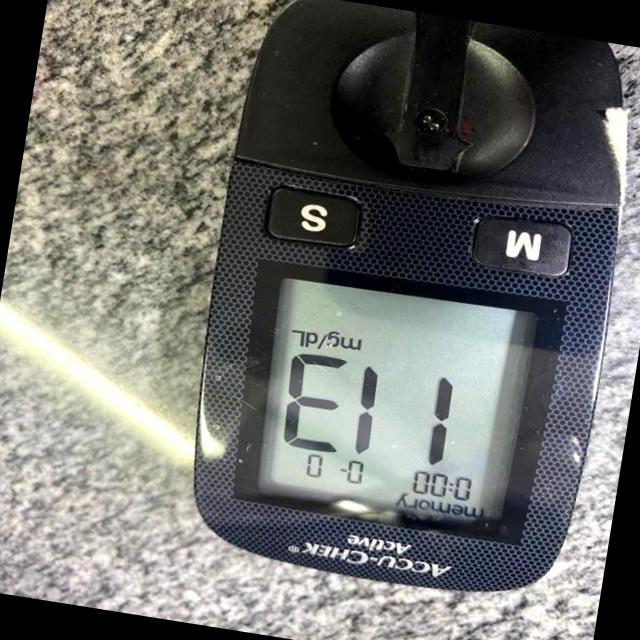 ACCU-CHEK®
Active
memory
0:00 0- 0
113
mg/dL
M S